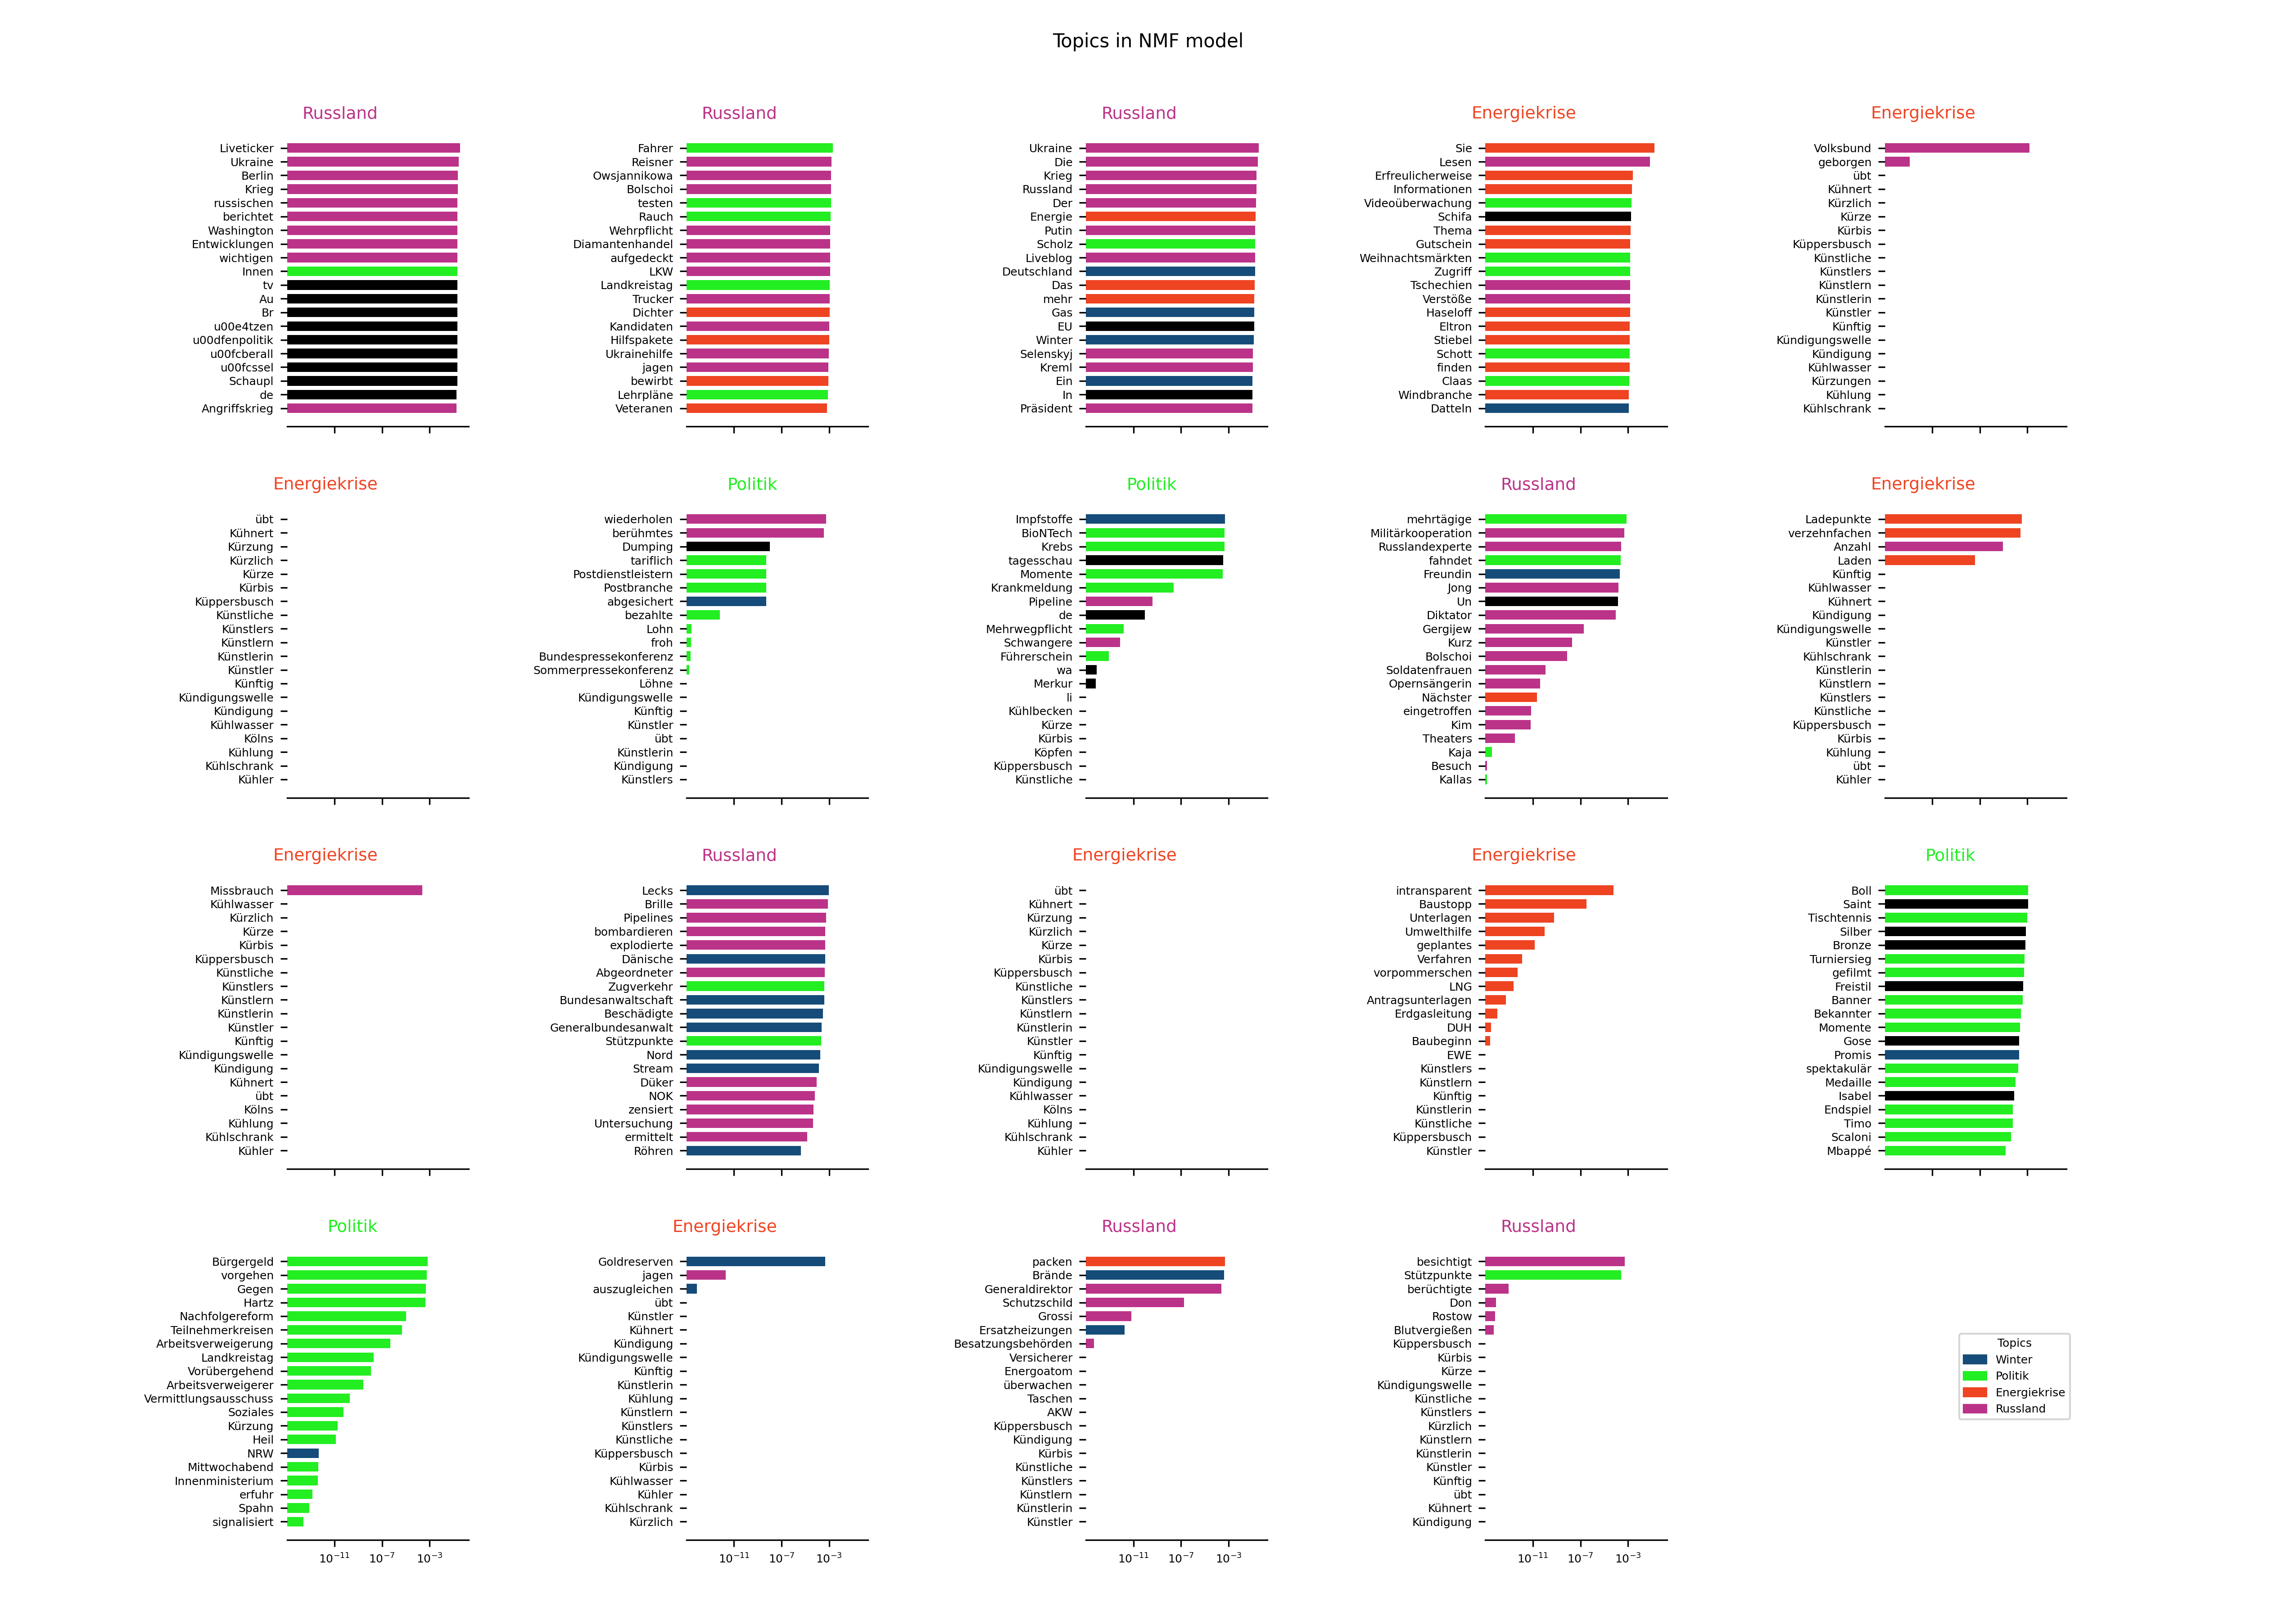 Topics in NMF model
Russland
Liveticker
Ukraine
Berlin
Krieg
russischen
berichtet
Washington
Entwicklungen
wichtigen
Innen
tv
Au
Br
u00e4tzen
u00dfenpolitik
u00fcberall
u00fcssel
Schaupl
de
Angriffskrieg
Russland
Fahrer
Reisner
Owsjannikowa
Bolschoi
testen
Rauch
Wehrpflicht
Diamantenhandel
aufgedeckt
LKW
Landkreistag
Trucker
Dichter
Kandidaten
Hilfspakete
Ukrainehilfe
jagen
bewirbt
Lehrpläne
Veteranen
Russland
Ukraine
Die
Krieg
Russland
Der
Energie
Putin
Scholz
Liveblog
Deutschland
Das
mehr
Gas
EU
Winter
Selenskyj
Kreml
Ein
In
Präsident
Energiekrise
Sie
Lesen
Erfreulicherweise
Informationen
Videoüberwachung
Schifa
Thema
Gutschein
Weihnachtsmärkten
Zugriff
Tschechien
Verstöße
Haseloff
Eltron
Stiebel
Schott
finden
Claas
Windbranche
Datteln
Energiekrise
Volksbund
geborgen
übt
Kühnert
Kürzlich
Kürze
Kürbis
Küppersbusch
Künstliche
Künstlers
Künstlern
Künstlerin
Künstler
Künftig
Kündigungswelle
Kündigung
Kühlwasser
Kürzungen
Kühlung
Kühlschrank
Energiekrise
übt
Kühnert
Kürzung
Kürzlich
Kürze
Kürbis
Küppersbusch
Künstliche
Künstlers
Künstlern
Künstlerin
Künstler
Künftig
Kündigungswelle
Kündigung
Kühlwasser
Kölns
Kühlung
Kühlschrank
Kühler
Politik
wiederholen
berühmtes
Dumping
tariflich
Postdienstleistern
Postbranche
abgesichert
bezahlte
Lohn
froh
Bundespressekonferenz
Sommerpressekonferenz
Löhne
Kündigungswelle
Künftig
Künstler
übt
Künstlerin
Kündigung
Künstlers
Politik
Impfstoffe
BioNTech
Krebs
tagesschau
Momente
Krankmeldung
Pipeline
de
Mehrwegpflicht
Schwangere
Führerschein
wa
Merkur
li
Kühlbecken
Kürze
Kürbis
Köpfen
Küppersbusch
Künstliche
Russland
mehrtägige
Militärkooperation
Russlandexperte
fahndet
Freundin
Jong
Un
Diktator
Gergijew
Kurz
Bolschoi
Soldatenfrauen
Opernsängerin
Nächster
eingetroffen
Kim
Theaters
Kaja
Besuch
Kallas
Energiekrise
Ladepunkte
verzehnfachen
Anzahl
Laden
Künftig
Kühlwasser
Kühnert
Kündigung
Kündigungswelle
Künstler
Kühlschrank
Künstlerin
Künstlern
Künstlers
Künstliche
Küppersbusch
Kürbis
Kühlung
übt
Kühler
Energiekrise
Missbrauch
Kühlwasser
Kürzlich
Kürze
Kürbis
Küppersbusch
Künstliche
Künstlers
Künstlern
Künstlerin
Künstler
Künftig
Kündigungswelle
Kündigung
Kühnert
übt
Kölns
Kühlung
Kühlschrank
Kühler
Russland
Lecks
Brille
Pipelines
bombardieren
explodierte
Dänische
Abgeordneter
Zugverkehr
Bundesanwaltschaft
Beschädigte
Generalbundesanwalt
Stützpunkte
Nord
Stream
Düker
NOK
zensiert
Untersuchung
ermittelt
Röhren
Energiekrise
übt
Kühnert
Kürzung
Kürzlich
Kürze
Kürbis
Küppersbusch
Künstliche
Künstlers
Künstlern
Künstlerin
Künstler
Künftig
Kündigungswelle
Kündigung
Kühlwasser
Kölns
Kühlung
Kühlschrank
Kühler
Energiekrise
intransparent
Baustopp
Unterlagen
Umwelthilfe
geplantes
Verfahren
vorpommerschen
LNG
Antragsunterlagen
Erdgasleitung
DUH
Baubeginn
EWE
Künstlers
Künstlern
Künftig
Künstlerin
Künstliche
Küppersbusch
Künstler
Politik
Boll
Saint
Tischtennis
Silber
Bronze
Turniersieg
gefilmt
Freistil
Banner
Bekannter
Momente
Gose
Promis
spektakulär
Medaille
Isabel
Endspiel
Timo
Scaloni
Mbappé
Politik
Bürgergeld
vorgehen
Gegen
Hartz
Nachfolgereform
Teilnehmerkreisen
Arbeitsverweigerung
Landkreistag
Vorübergehend
Arbeitsverweigerer
Vermittlungsausschuss
Soziales
Kürzung
Heil
NRW
Mittwochabend
Innenministerium
erfuhr
Spahn
signalisiert
10⁻¹¹ 10⁻⁷ 10⁻³
Energiekrise
Goldreserven
jagen
auszugleichen
übt
Künstler
Kühnert
Kündigung
Kündigungswelle
Künftig
Künstlerin
Kühlung
Künstlern
Künstlers
Künstliche
Küppersbusch
Kürbis
Kühlwasser
Kühler
Kühlschrank
Kürzlich
10⁻¹¹ 10⁻⁷ 10⁻³
Russland
packen
Brände
Generaldirektor
Schutzschild
Grossi
Ersatzheizungen
Besatzungsbehörden
Versicherer
Energoatom
überwachen
Taschen
AKW
Küppersbusch
Kündigung
Kürbis
Künstliche
Künstlers
Künstlern
Künstlerin
Künstler
10⁻¹¹ 10⁻⁷ 10⁻³
Russland
besichtigt
Stützpunkte
berüchtigte
Don
Rostow
Blutvergießen
Küppersbusch
Kürbis
Kürze
Kündigungswelle
Künstliche
Künstlers
Kürzlich
Künstlern
Künstlerin
Künstler
Künftig
übt
Kühnert
Kündigung
10⁻¹¹ 10⁻⁷ 10⁻³
Topics
Winter
Politik
Energiekrise
Russland